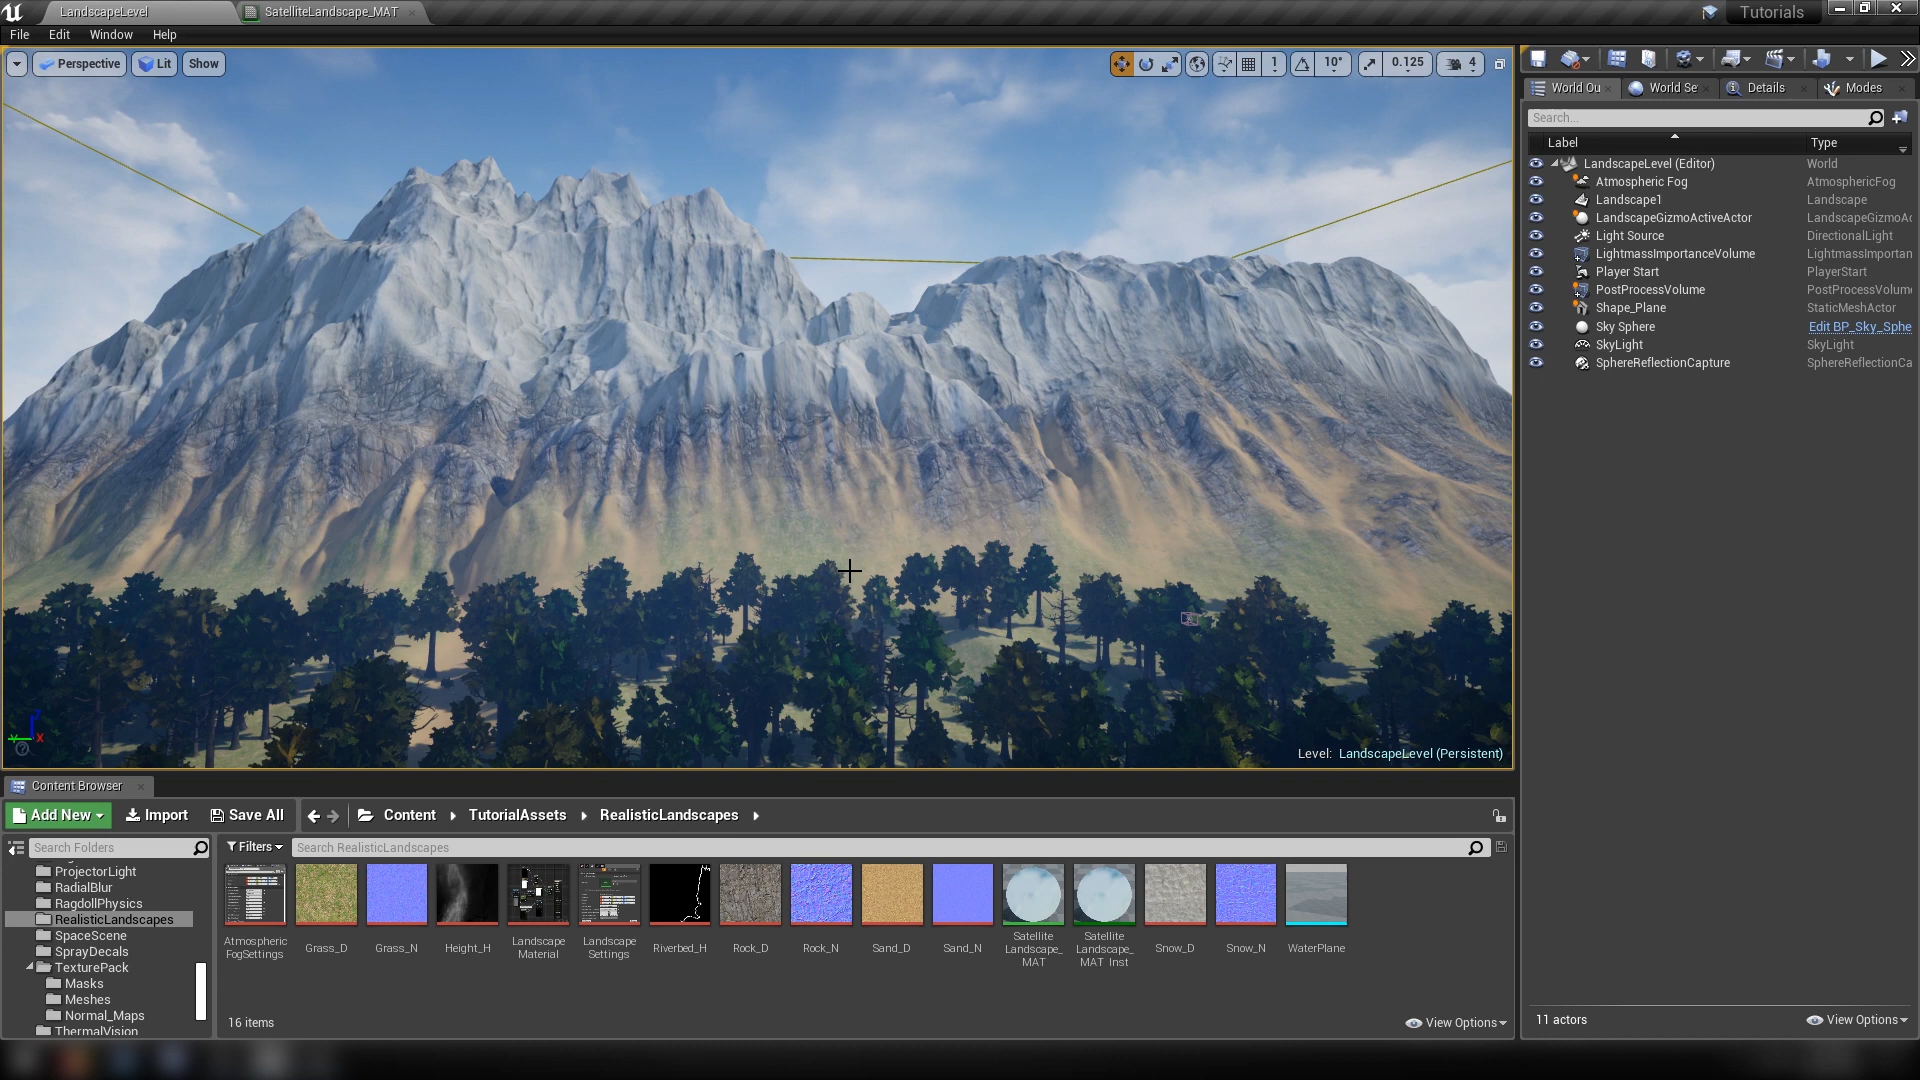 LandscapeLevel
SatelliteLandscape_MAT
Tutorials
File Edit Window Help
Perspective Lit Show
1 10° 0.125 4
World Ou World Se Details Modes
Search...
Label Type
LandscapeLevel (Editor) World
Atmospheric Fog AtmosphericFog
Landscape1 Landscape
LandscapeGizmoActiveActor LandscapeGizmoAc
Light Source DirectionalLight
LightmassImportanceVolume LightmassImportan
Player Start PlayerStart
PostProcessVolume PostProcessVolume
Shape_Plane StaticMeshActor
Sky Sphere Edit BP_Sky_Sphe
SkyLight SkyLight
SphereReflectionCapture SphereReflectionCa
11 actors View Options
Y X
Level: LandscapeLevel (Persistent)
Content Browser
Add New Import Save All Content TutorialAssets RealisticLandscapes
Search Folders Filters Search RealisticLandscapes
ProjectorLight
RadialBlur
RagdollPhysics
RealisticLandscapes
SpaceScene
SprayDecals
TexturePack
Masks
Meshes
Normal_Maps
ThermalVision
Atmospheric
FogSettings
Grass_D
Grass_N
Height_H
Landscape
Material
Landscape
Settings
Riverbed_H
Rock_D
Rock_N
Sand_D
Sand_N
Satellite
Landscape_
MAT
Satellite
Landscape_
MAT_Inst
Snow_D
Snow_N
WaterPlane
16 items View Options